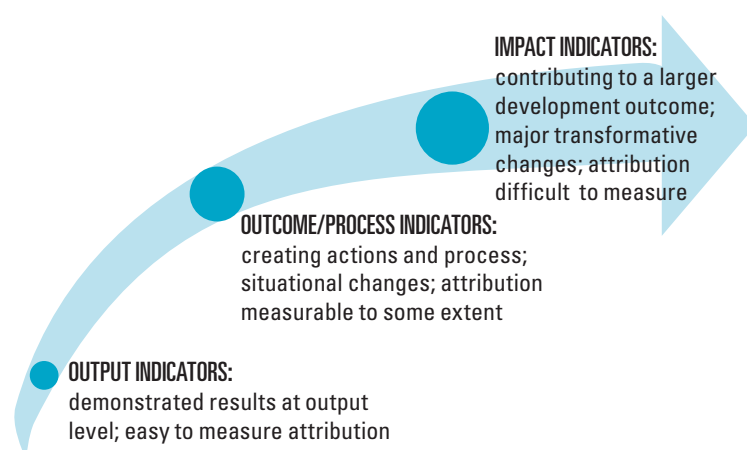 IMPACT INDICATORS:
contributing to a larger
development outcome;
major transformative
changes; attribution
difficult to measure
OUTCOME/PROCESS INDICATORS:
creating actions and process;
situational changes; attribution
measurable to some extent
OUTPUT INDICATORS:
demonstrated results at output
level; easy to measure attribution